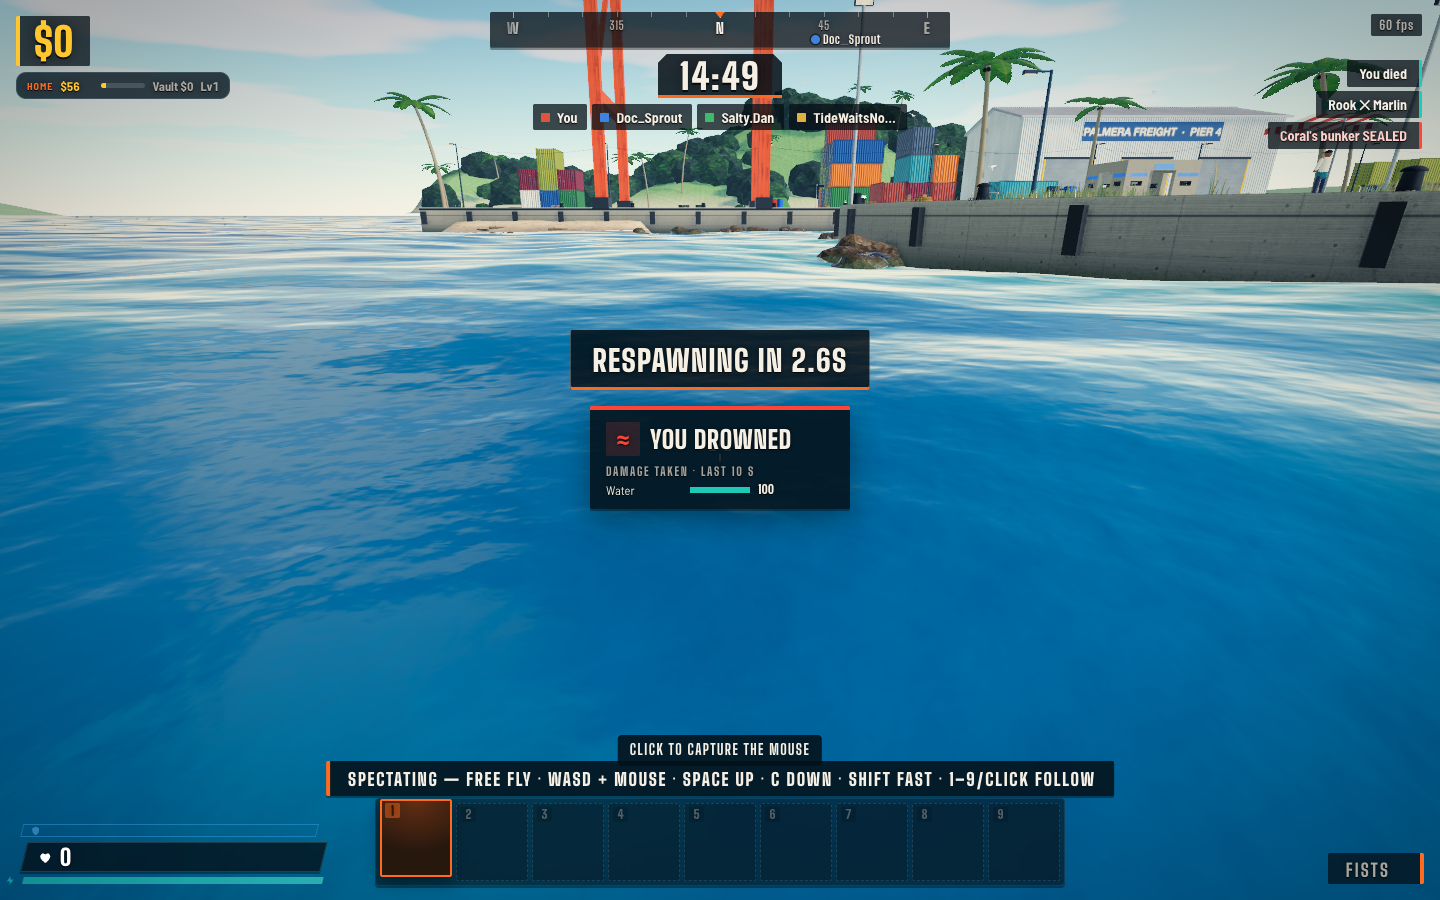 $0
HOME $56 Vault $0 Lv1
W 315 N 45 E
Doc_Sprout
14:49
You Doc_Sprout Salty.Dan TideWaitsNo...
60 fps
You died
Rook Marlin
Coral's bunker SEALED
PALMERA FREIGHT · PIER 4
RESPAWNING IN 2.6S
≈ YOU DROWNED
DAMAGE TAKEN · LAST 10 S
Water 100
CLICK TO CAPTURE THE MOUSE
SPECTATING — FREE FLY · WASD + MOUSE · SPACE UP · C DOWN · SHIFT FAST · 1–9/CLICK FOLLOW
1 2 3 4 5 6 7 8 9
0
FISTS